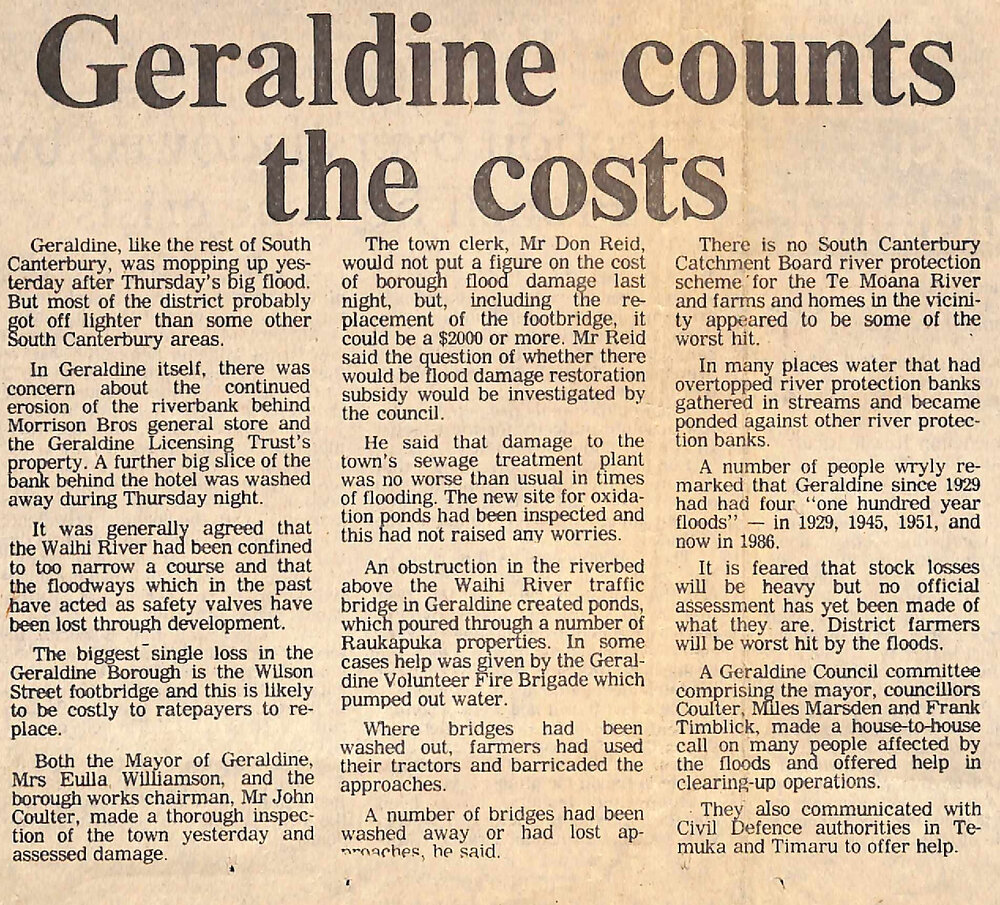 Geraldine counts
the costs
Geraldine, like the rest of South
Canterbury, was mopping up yes-
terday after Thursday's big flood.
But most of the district probably
got off lighter than some other
South Canterbury areas.
In Geraldine itself, there was
concern about the continued
erosion of the riverbank behind
Morrison Bros general store and
the Geraldine Licensing Trust's
property. A further big slice of the
bank behind the hotel was washed
away during Thursday night.
It was generally agreed that
the Waihi River had been confined
to too narrow a course and that
the floodways which in the past
have acted as safety valves have
been lost through development.
The biggest single loss in the
Geraldine Borough is the Wilson
Street footbridge and this is likely
to be costly to ratepayers to re-
place.
Both the Mayor of Geraldine,
Mrs Eulla Williamson, and the
borough works chairman, Mr John
Coulter, made a thorough inspec-
tion of the town yesterday and
assessed damage.
The town clerk, Mr Don Reid,
would not put a figure on the cost
of borough flood damage last
night, but, including the re-
placement of the footbridge, it
could be a $2000 or more. Mr Reid
said the question of whether there
would be flood damage restoration
subsidy would be investigated by
the council.
He said that damage to the
town's sewage treatment plant
was no worse than usual in times
of flooding. The new site for oxida-
tion ponds had been inspected and
this had not raised any worries.
An obstruction in the riverbed
above the Waihi River traffic
bridge in Geraldine created ponds,
which poured through a number of
Raukapuka properties. In some
cases help was given by the Geral-
dine Volunteer Fire Brigade which
pumped out water.
Where bridges had been
washed out, farmers had used
their tractors and barricaded the
approaches.
A number of bridges had been
washed away or had lost ap-
proaches, he said.
There is no South Canterbury
Catchment Board river protection
scheme for the Te Moana River
and farms and homes in the vicini-
ty appeared to be some of the
worst hit.
In many places water that had
overtopped river protection banks
gathered in streams and became
ponded against other river protec-
tion banks.
A number of people wryly re-
marked that Geraldine since 1929
had had four "one hundred year
floods" — in 1929, 1945, 1951, and
now in 1986.
It is feared that stock losses
will be heavy but no official
assessment has yet been made of
what they are. District farmers
will be worst hit by the floods.
A Geraldine Council committee
comprising the mayor, councillors
Coulter, Miles Marsden and Frank
Timblick, made a house-to-house
call on many people affected by
the floods and offered help in
clearing-up operations.
They also communicated with
Civil Defence authorities in Te-
muka and Timaru to offer help.